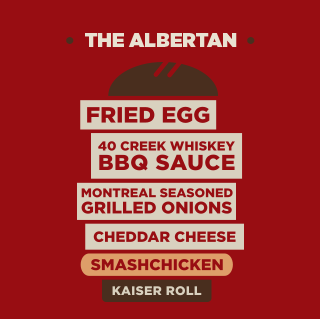 THE ALBERTAN
FRIED EGG
40 CREEK WHISKEY
BBQ SAUCE
MONTREAL SEASONED
GRILLED ONIONS
CHEDDAR CHEESE
SMASHCHICKEN
KAISER ROLL